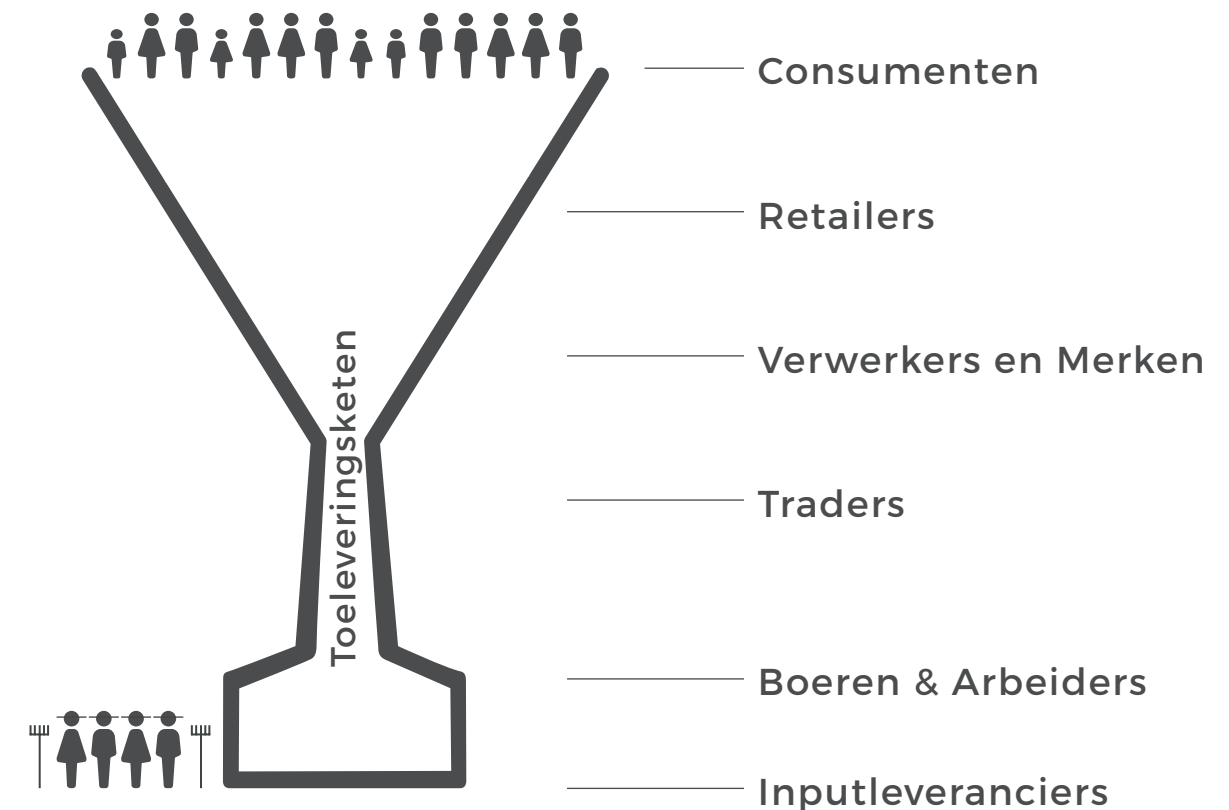 Consumenten
Retailers
Verwerkers en Merken
Toeleveringsketen
Traders
Boeren & Arbeiders
Inputleveranciers